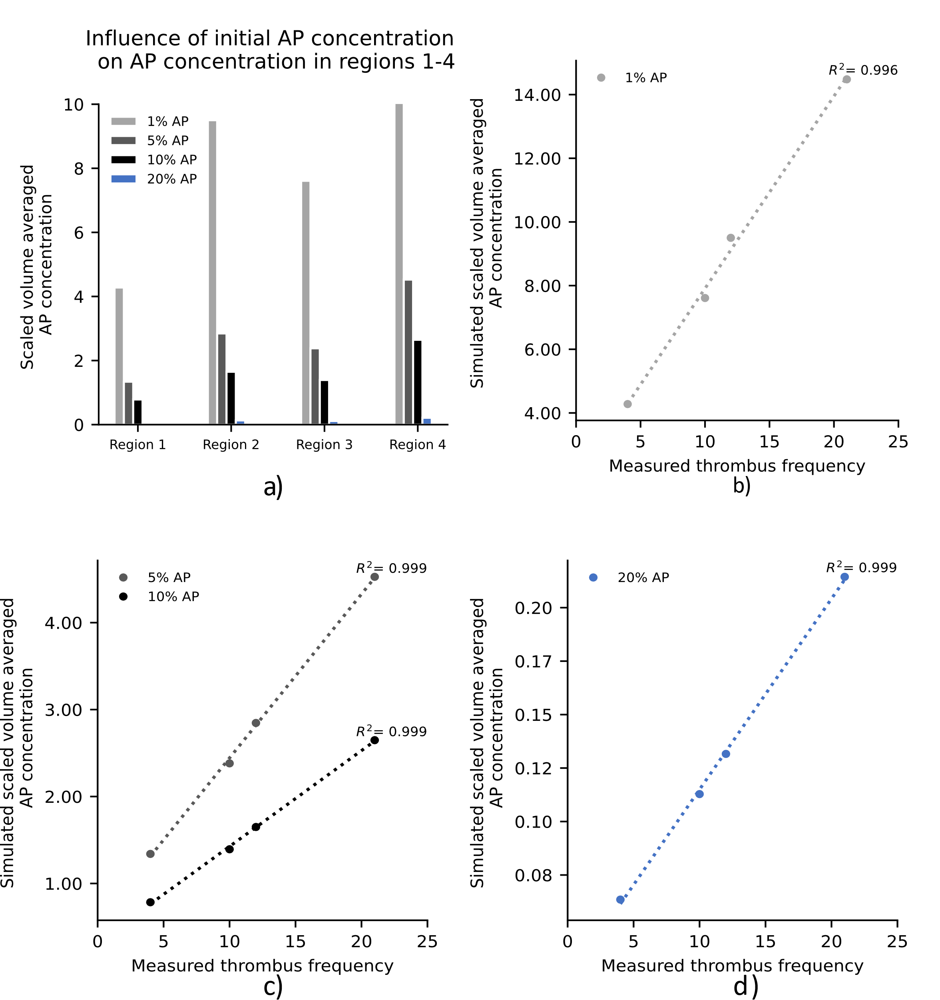 Influence of initial AP concentration
on AP concentration in regions 1-4
Scaled volume averaged
AP concentration
10
8
6
4
2
0
1% AP
5% AP
10% AP
20% AP
Region 1 Region 2 Region 3 Region 4
a)
Simulated scaled volume averaged
AP concentration
14.00
12.00
10.00
8.00
6.00
4.00
1% AP
R²= 0.996
0 5 10 15 20 25
Measured thrombus frequency
b)
Simulated scaled volume averaged
AP concentration
4.00
3.00
2.00
1.00
5% AP
10% AP
R²= 0.999
R²= 0.999
0 5 10 15 20 25
Measured thrombus frequency
c)
Simulated scaled volume averaged
AP concentration
0.20
0.17
0.15
0.12
0.10
0.08
20% AP
R²= 0.999
0 5 10 15 20 25
Measured thrombus frequency
d)